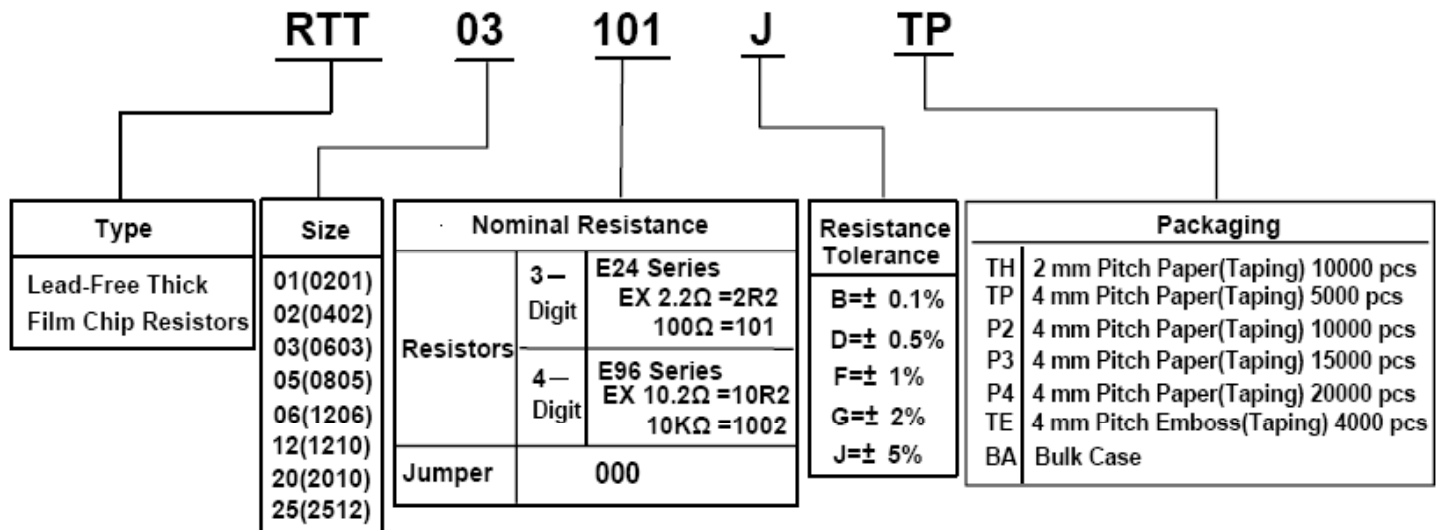 RTT 03 101 J TP
Type
Lead-Free Thick
Film Chip Resistors
Size
01(0201)
02(0402)
03(0603)
05(0805)
06(1206)
12(1210)
20(2010)
25(2512)
Nominal Resistance
Resistors
3—
Digit
E24 Series
EX 2.2Ω =2R2
100Ω =101
4—
Digit
E96 Series
EX 10.2Ω =10R2
10KΩ =1002
Jumper 000
Resistance
Tolerance
B=± 0.1%
D=± 0.5%
F=± 1%
G=± 2%
J=± 5%
Packaging
TH 2 mm Pitch Paper(Taping) 10000 pcs
TP 4 mm Pitch Paper(Taping) 5000 pcs
P2 4 mm Pitch Paper(Taping) 10000 pcs
P3 4 mm Pitch Paper(Taping) 15000 pcs
P4 4 mm Pitch Paper(Taping) 20000 pcs
TE 4 mm Pitch Emboss(Taping) 4000 pcs
BA Bulk Case